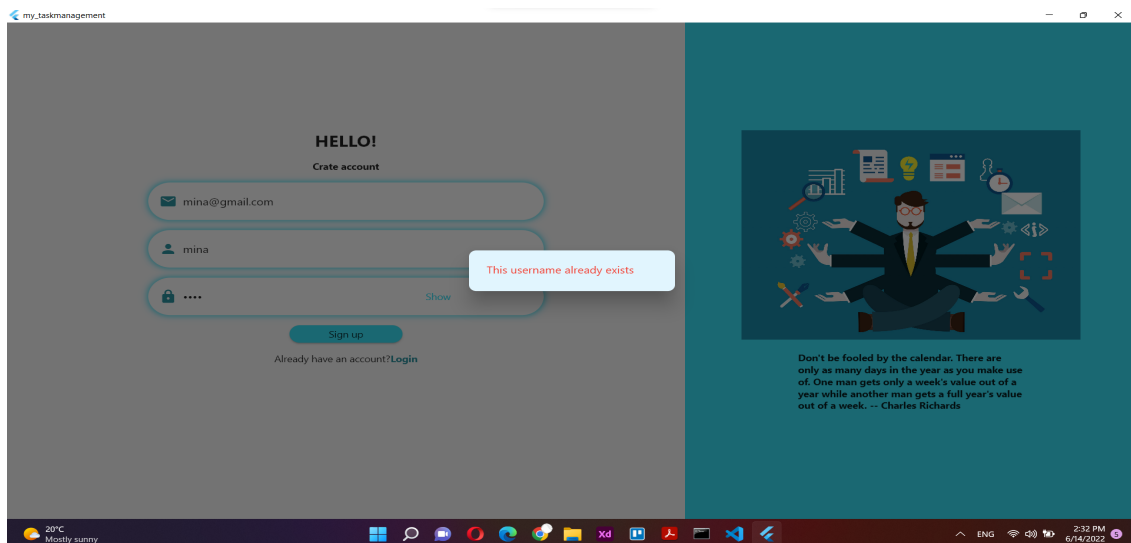 my_taskmanagement
HELLO!
Crate account
mina@gmail.com
mina
••••
Show
Sign up
Already have an account?Login
This username already exists
Don't be fooled by the calendar. There are
only as many days in the year as you make use
of. One man gets only a week's value out of a
year while another man gets a full year's value
out of a week. -- Charles Richards
20°C
Mostly sunny
Xd
ENG
2:32 PM
6/14/2022
5